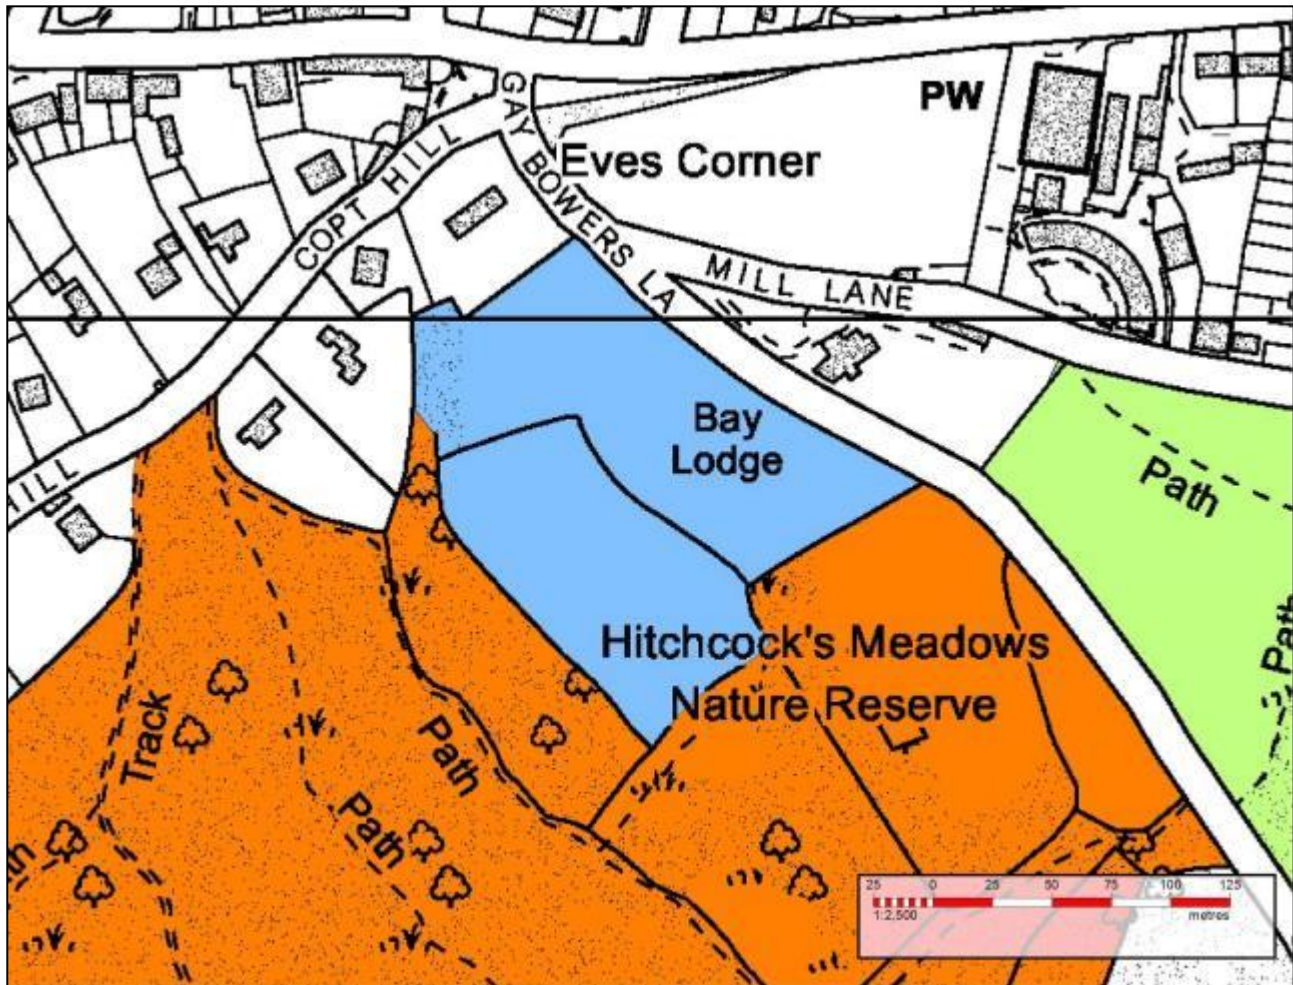 PW
GAY BOWERS LA
Eves Corner
COPT HILL
MILL LANE
Bay
Lodge
HILL
Path
Path
Hitchcock's Meadows
Nature Reserve
Track
Path
Path
25 0 25 50 75 100 125
1:2,500 metres